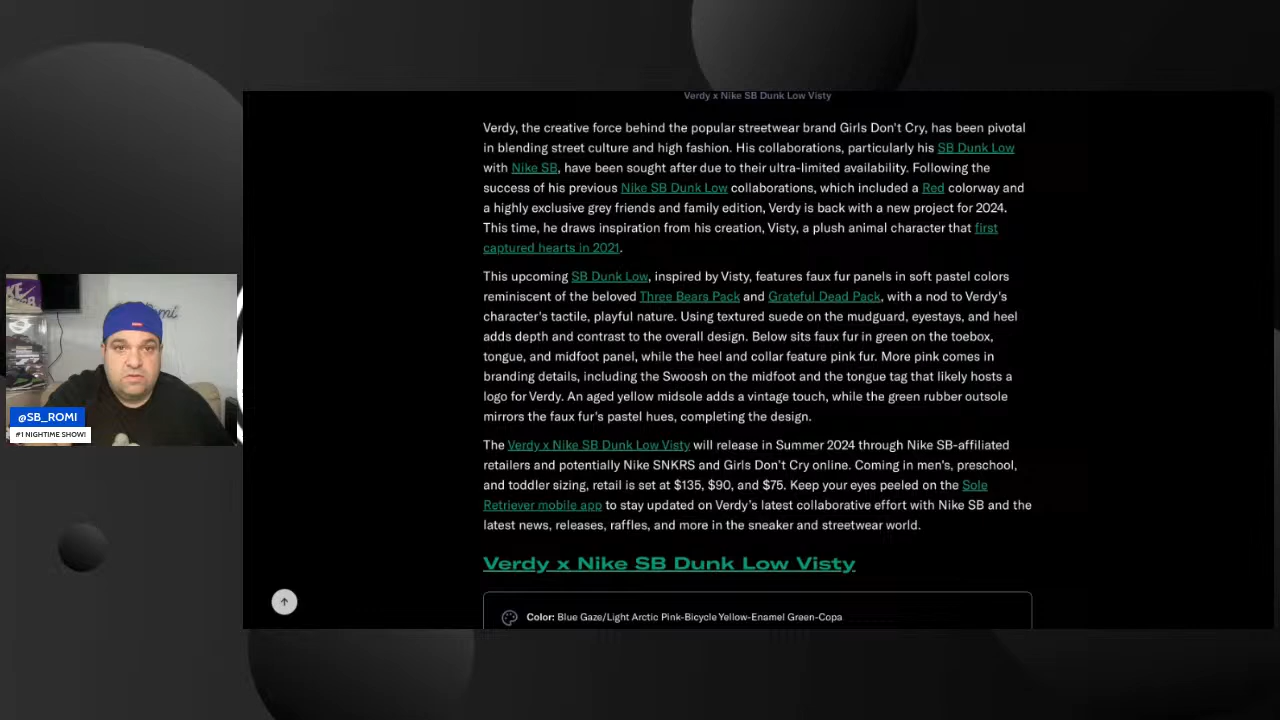 Verdy x Nike SB Dunk Low Visty
Verdy, the creative force behind the popular streetwear brand Girls Don't Cry, has been pivotal
in blending street culture and high fashion. His collaborations, particularly his SB Dunk Low
with Nike SB, have been sought after due to their ultra-limited availability. Following the
success of his previous Nike SB Dunk Low collaborations, which included a Red colorway and
a highly exclusive grey friends and family edition, Verdy is back with a new project for 2024.
This time, he draws inspiration from his creation, Visty, a plush animal character that first
captured hearts in 2021.
This upcoming SB Dunk Low, inspired by Visty, features faux fur panels in soft pastel colors
reminiscent of the beloved Three Bears Pack and Grateful Dead Pack, with a nod to Verdy's
character's tactile, playful nature. Using textured suede on the mudguard, eyestays, and heel
adds depth and contrast to the overall design. Below sits faux fur in green on the toebox,
tongue, and midfoot panel, while the heel and collar feature pink fur. More pink comes in
branding details, including the Swoosh on the midfoot and the tongue tag that likely hosts a
logo for Verdy. An aged yellow midsole adds a vintage touch, while the green rubber outsole
mirrors the faux fur's pastel hues, completing the design.
The Verdy x Nike SB Dunk Low Visty will release in Summer 2024 through Nike SB-affiliated
retailers and potentially Nike SNKRS and Girls Don't Cry online. Coming in men's, preschool,
and toddler sizing, retail is set at $135, $90, and $75. Keep your eyes peeled on the Sole
Retriever mobile app to stay updated on Verdy's latest collaborative effort with Nike SB and the
latest news, releases, raffles, and more in the sneaker and streetwear world.
Verdy x Nike SB Dunk Low Visty
Color: Blue Gaze/Light Arctic Pink-Bicycle Yellow-Enamel Green-Copa
@SB_ROMI
#1 NIGHTIME SHOW!